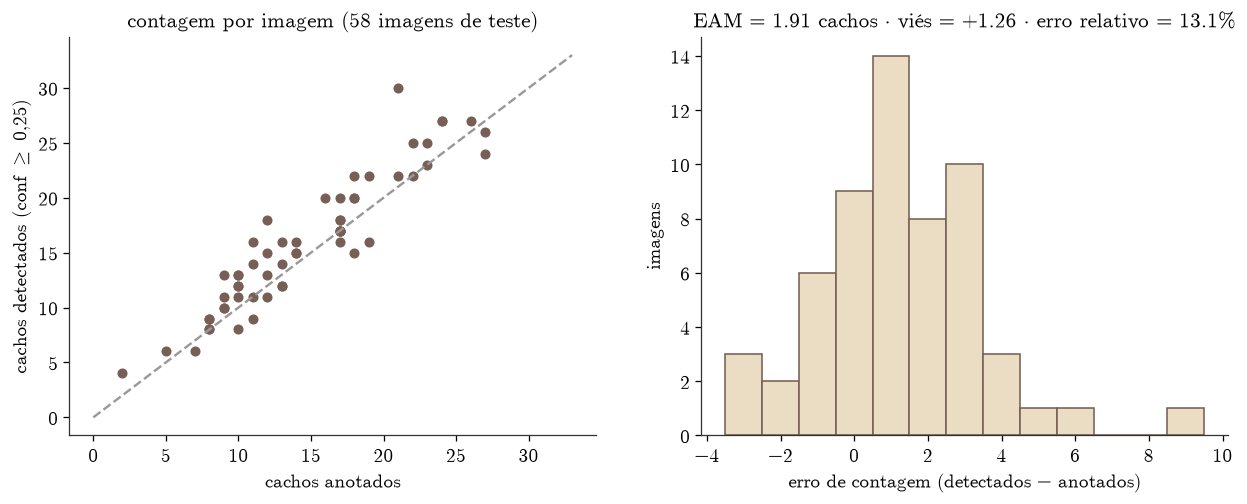 contagem por imagem (58 imagens de teste)
cachos detectados (conf ≥ 0,25)
30
25
20
15
10
5
0
0 5 10 15 20 25 30
cachos anotados
EAM = 1.91 cachos · viés = +1.26 · erro relativo = 13.1%
imagens
14
12
10
8
6
4
2
0
−4 −2 0 2 4 6 8 10
erro de contagem (detectados − anotados)